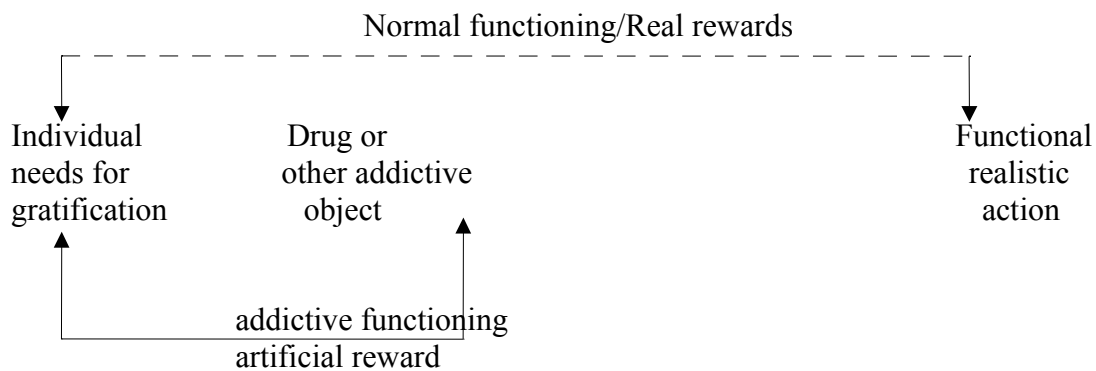 Normal functioning/Real rewards
Individual
needs for
gratification
Drug or
other addictive
object
Functional
realistic
action
addictive functioning
artificial reward